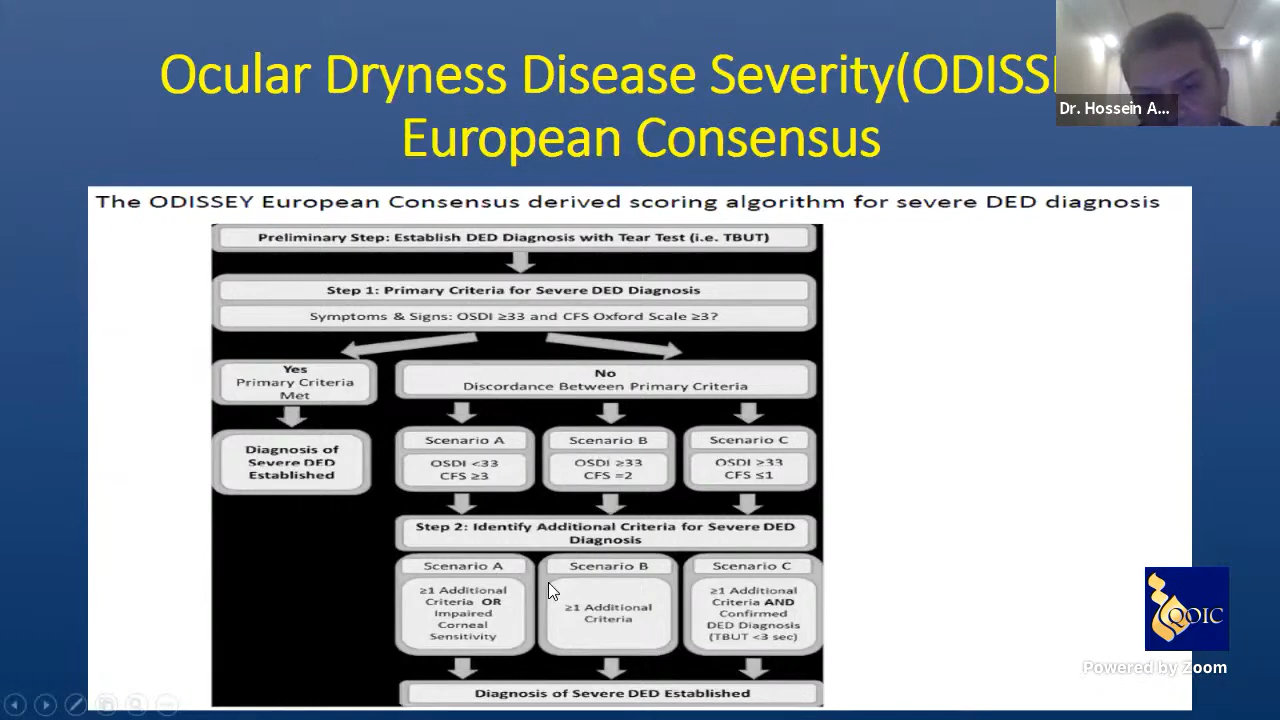 Ocular Dryness Disease Severity(ODISS
European Consensus
Dr. Hossein A...
The ODISSEY European Consensus derived scoring algorithm for severe DED diagnosis
Preliminary Step: Establish DED Diagnosis with Tear Test (i.e. TBUT)
Step 1: Primary Criteria for Severe DED Diagnosis
Symptoms & Signs: OSDI ≥33 and CFS Oxford Scale ≥3?
Yes
Primary Criteria
Met
No
Discordance Between Primary Criteria
Diagnosis of
Severe DED
Established
Scenario A
OSDI <33
CFS ≥3
Scenario B
OSDI ≥33
CFS =2
Scenario C
OSDI ≥33
CFS ≤1
Step 2: Identify Additional Criteria for Severe DED
Diagnosis
Scenario A
≥1 Additional
Criteria OR
Impaired
Corneal
Sensitivity
Scenario B
≥1 Additional
Criteria
Scenario C
≥1 Additional
Criteria AND
Confirmed
DED Diagnosis
(TBUT <3 sec)
Diagnosis of Severe DED Established
QOIC
Powered by Zoom